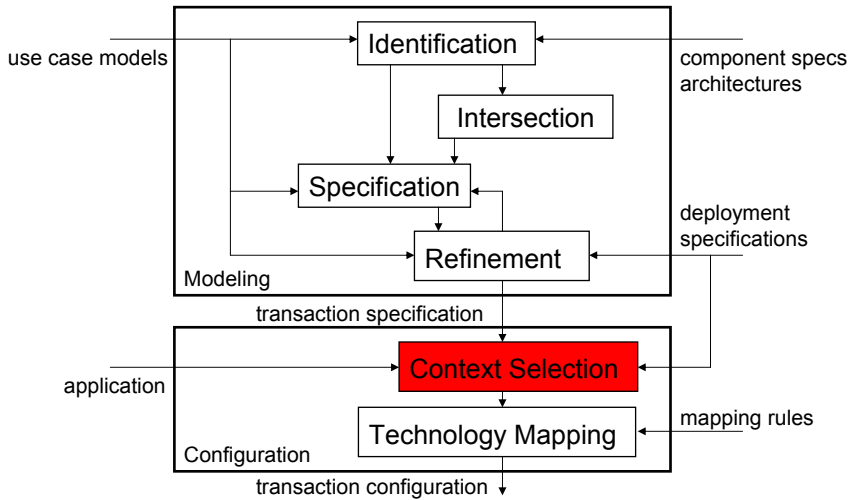 Identification
use case models
component specs
architectures
Intersection
Specification
deployment
specifications
Refinement
Modeling
transaction specification
Context Selection
application
mapping rules
Technology Mapping
Configuration
transaction configuration